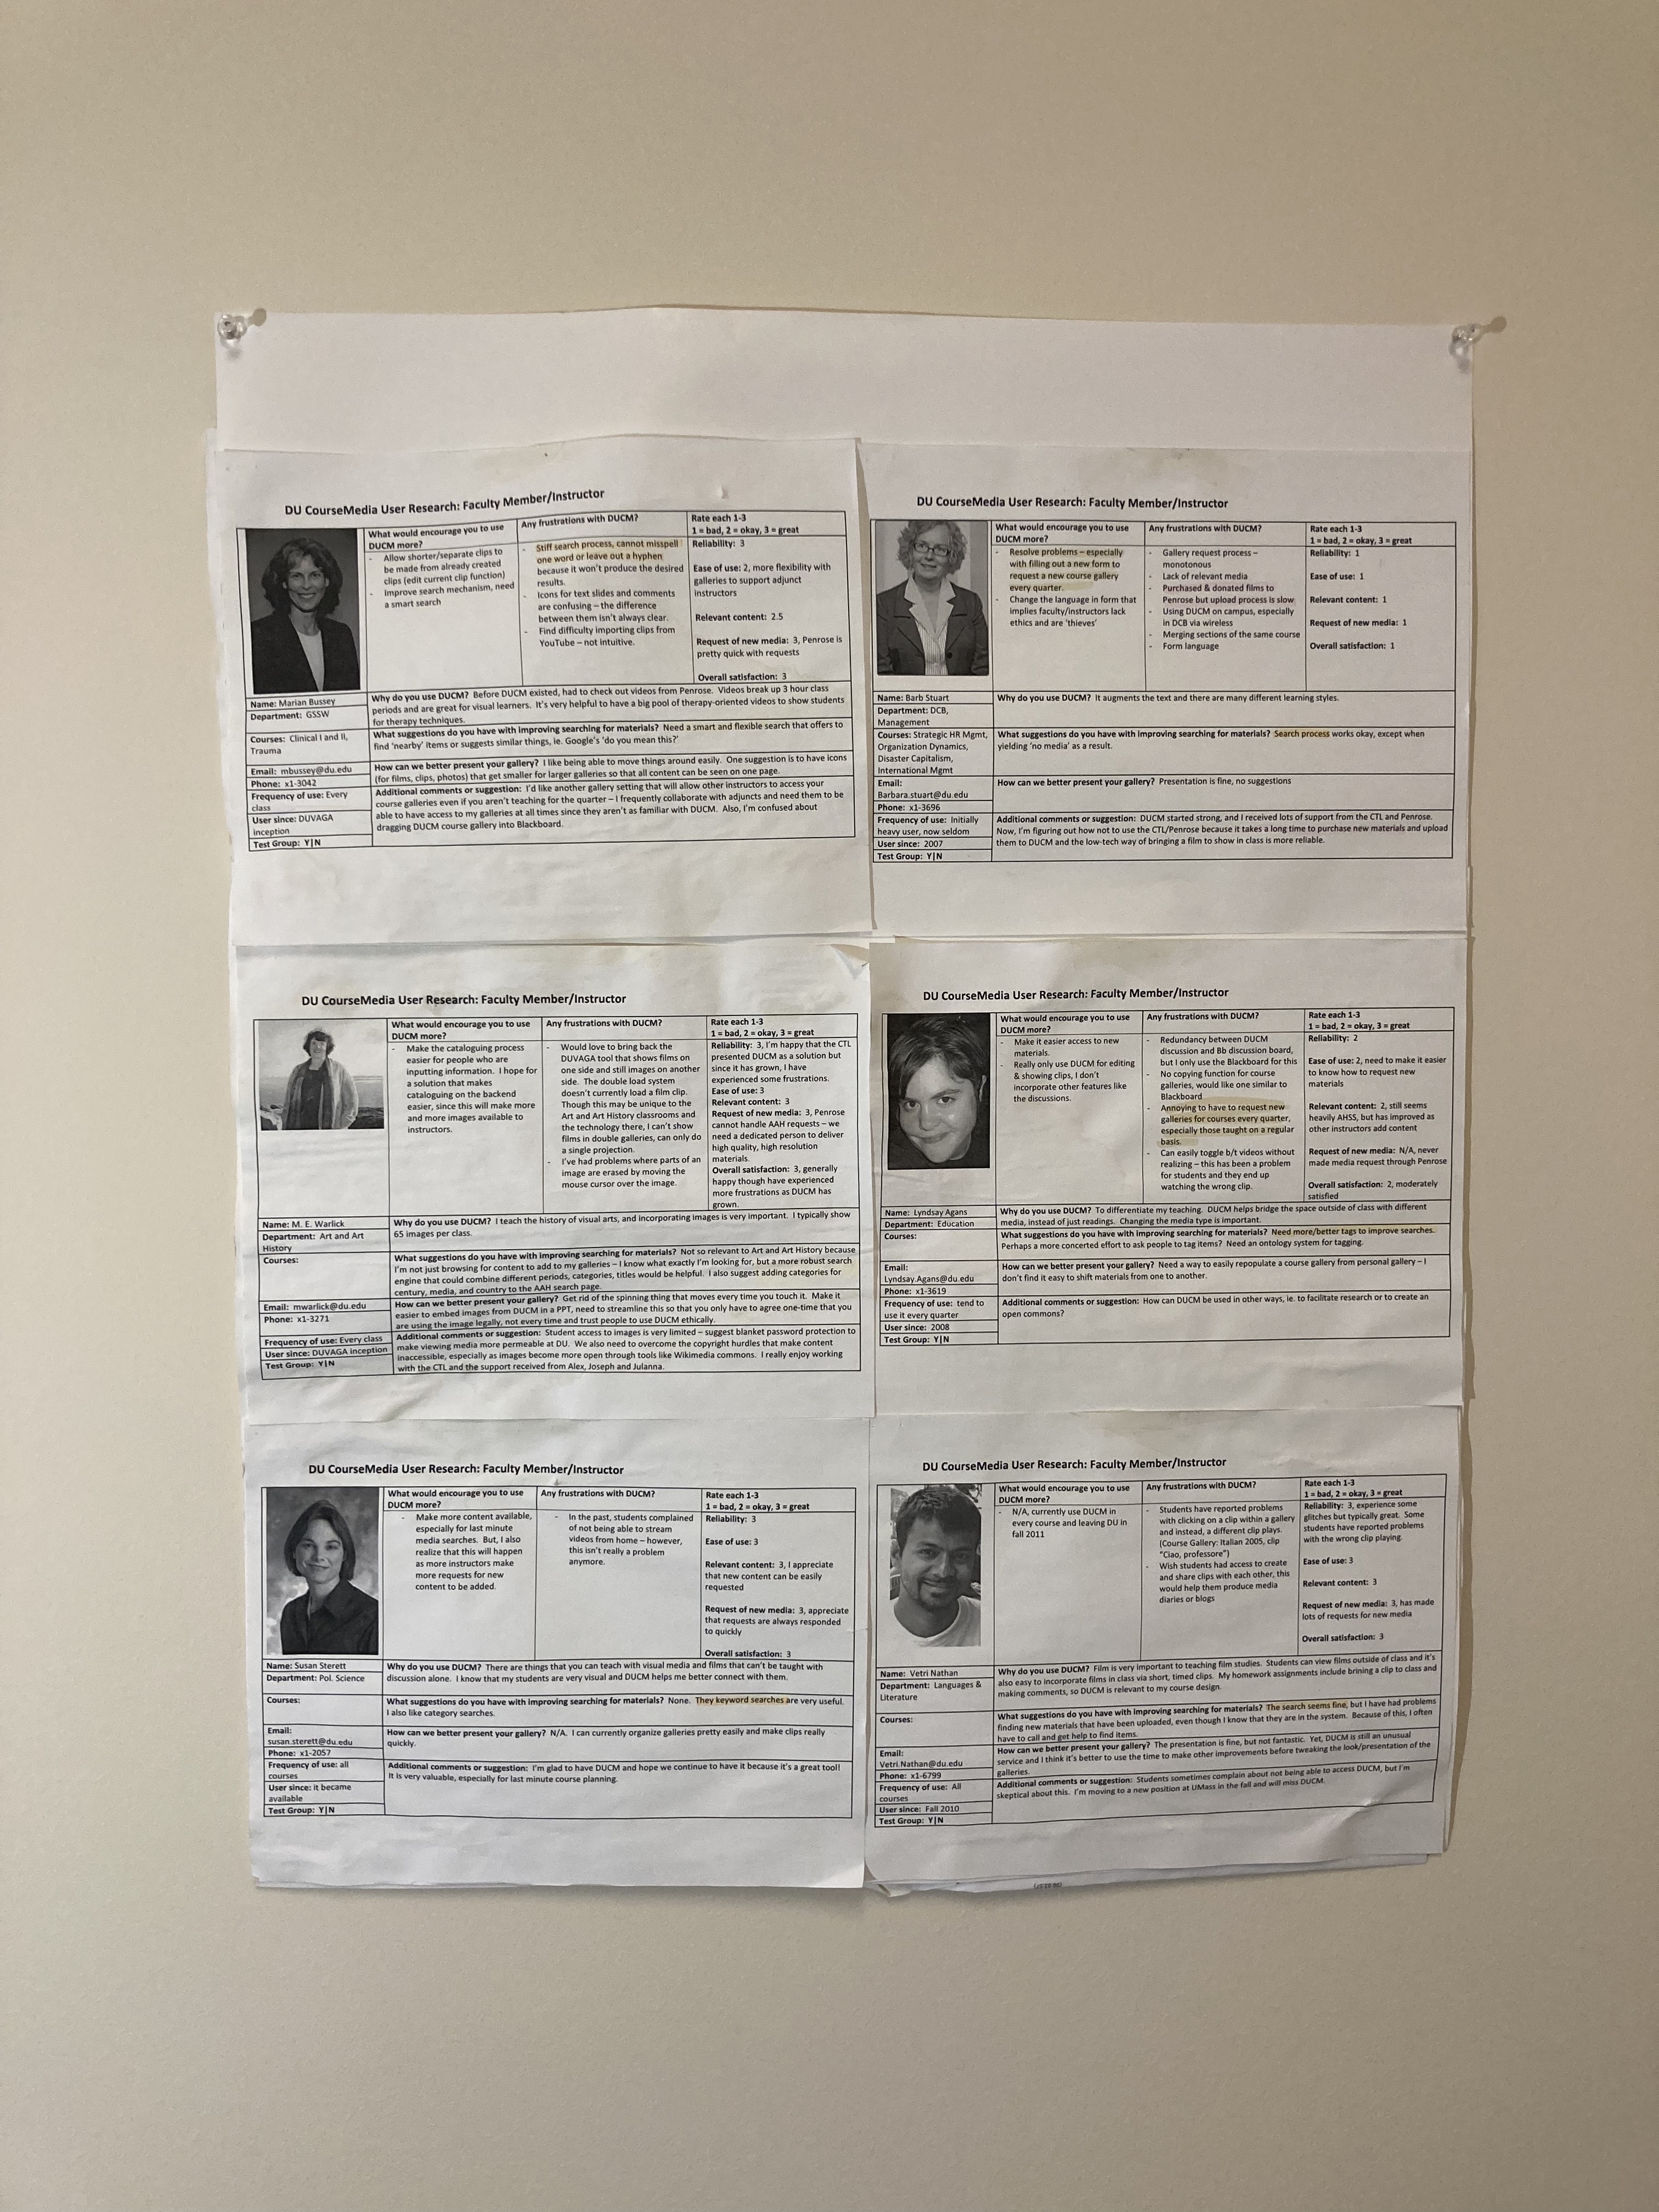 DU CourseMedia User Research: Faculty Member/Instructor
What would encourage you to use
DUCM more?
- Allow shorter/separate clips to
be made from already created
clips (edit current clip function)
- Improve search mechanism, need
a smart search
Any frustrations with DUCM?
- Stiff search process, cannot misspell
one word or leave out a hyphen
because it won't produce the desired
results.
- Icons for text slides and comments
are confusing – the difference
between them isn't always clear.
- Find difficulty importing clips from
YouTube – not intuitive.
Rate each 1-3
1 = bad, 2 = okay, 3 = great
Reliability: 3
Ease of use: 2, more flexibility with
galleries to support adjunct
instructors
Relevant content: 2.5
Request of new media: 3, Penrose is
pretty quick with requests
Overall satisfaction: 3
Name: Marian Bussey
Department: GSSW
Courses: Clinical I and II,
Trauma
Email: mbussey@du.edu
Phone: x1-3042
Frequency of use: Every
class
User since: DUVAGA
inception
Test Group: Y|N
Why do you use DUCM? Before DUCM existed, had to check out videos from Penrose. Videos break up 3 hour class
periods and are great for visual learners. It's very helpful to have a big pool of therapy-oriented videos to show students
for therapy techniques.
What suggestions do you have with improving searching for materials? Need a smart and flexible search that offers to
find 'nearby' items or suggests similar things, ie. Google's 'do you mean this?'
How can we better present your gallery? I like being able to move things around easily. One suggestion is to have icons
(for films, clips, photos) that get smaller for larger galleries so that all content can be seen on one page.
Additional comments or suggestion: I'd like another gallery setting that will allow other instructors to access your
course galleries even if you aren't teaching for the quarter – I frequently collaborate with adjuncts and need them to be
able to have access to my galleries at all times since they aren't as familiar with DUCM. Also, I'm confused about
dragging DUCM course gallery into Blackboard.
DU CourseMedia User Research: Faculty Member/Instructor
What would encourage you to use
DUCM more?
- Resolve problems – especially
with filling out a new form to
request a new course gallery
every quarter.
- Change the language in form that
implies faculty/instructors lack
ethics and are 'thieves'
Any frustrations with DUCM?
- Gallery request process –
monotonous
- Lack of relevant media
- Purchased & donated films to
Penrose but upload process is slow
- Using DUCM on campus, especially
in DCB via wireless
- Merging sections of the same course
- Form language
Rate each 1-3
1 = bad, 2 = okay, 3 = great
Reliability: 1
Ease of use: 1
Relevant content: 1
Request of new media: 1
Overall satisfaction: 1
Name: Barb Stuart
Department: DCB,
Management
Courses: Strategic HR Mgmt,
Organization Dynamics,
Disaster Capitalism,
International Mgmt
Email:
Barbara.stuart@du.edu
Phone: x1-3696
Frequency of use: Initially
heavy user, now seldom
User since: 2007
Test Group: Y|N
Why do you use DUCM? It augments the text and there are many different learning styles.
What suggestions do you have with improving searching for materials? Search process works okay, except when
yielding 'no media' as a result.
How can we better present your gallery? Presentation is fine, no suggestions
Additional comments or suggestion: DUCM started strong, and I received lots of support from the CTL and Penrose.
Now, I'm figuring out how not to use the CTL/Penrose because it takes a long time to purchase new materials and upload
them to DUCM and the low-tech way of bringing a film to show in class is more reliable.
DU CourseMedia User Research: Faculty Member/Instructor
What would encourage you to use
DUCM more?
- Make the cataloguing process
easier for people who are
inputting information. I hope for
a solution that makes
cataloguing on the backend
easier, since this will make more
and more images available to
instructors.
Any frustrations with DUCM?
- Would love to bring back the
DUVAGA tool that shows films on
one side and still images on another
side. The double load system
doesn't currently load a film clip.
Though this may be unique to the
Art and Art History classrooms and
the technology there, I can't show
films in double galleries, can only do
a single projection.
- I've had problems where parts of an
image are erased by moving the
mouse cursor over the image.
Rate each 1-3
1 = bad, 2 = okay, 3 = great
Reliability: 3, I'm happy that the CTL
presented DUCM as a solution but
since it has grown, I have
experienced some frustrations.
Ease of use: 3
Relevant content: 3
Request of new media: 3, Penrose
cannot handle AAH requests – we
need a dedicated person to deliver
high quality, high resolution
materials.
Overall satisfaction: 3, generally
happy though have experienced
more frustrations as DUCM has
grown.
Name: M. E. Warlick
Department: Art and Art
History
Courses:
Email: mwarlick@du.edu
Phone: x1-3271
Frequency of use: Every class
User since: DUVAGA inception
Test Group: Y|N
Why do you use DUCM? I teach the history of visual arts, and incorporating images is very important. I typically show
65 images per class.
What suggestions do you have with improving searching for materials? Not so relevant to Art and Art History because
I'm not just browsing for content to add to my galleries – I know what exactly I'm looking for, but a more robust search
engine that could combine different periods, categories, titles would be helpful. I also suggest adding categories for
century, media, and country to the AAH search page.
How can we better present your gallery? Get rid of the spinning thing that moves every time you touch it. Make it
easier to embed images from DUCM in a PPT, need to streamline this so that you only have to agree one-time that you
are using the image legally, not every time and trust people to use DUCM ethically.
Additional comments or suggestion: Student access to images is very limited – suggest blanket password protection to
make viewing media more permeable at DU. We also need to overcome the copyright hurdles that make content
inaccessible, especially as images become more open through tools like Wikimedia commons. I really enjoy working
with the CTL and the support received from Alex, Joseph and Julanna.
DU CourseMedia User Research: Faculty Member/Instructor
What would encourage you to use
DUCM more?
- Make it easier access to new
materials.
- Really only use DUCM for editing
& showing clips, I don't
incorporate other features like
the discussions.
Any frustrations with DUCM?
- Redundancy between DUCM
discussion and Bb discussion board,
but I only use the Blackboard for this
- No copying function for course
galleries, would like one similar to
Blackboard
- Annoying to have to request new
galleries for courses every quarter,
especially those taught on a regular
basis.
- Can easily toggle b/t videos without
realizing – this has been a problem
for students and they end up
watching the wrong clip.
Rate each 1-3
1 = bad, 2 = okay, 3 = great
Reliability: 2
Ease of use: 2, need to make it easier
to know how to request new
materials
Relevant content: 2, still seems
heavily AHSS, but has improved as
other instructors add content
Request of new media: N/A, never
made media request through Penrose
Overall satisfaction: 2, moderately
satisfied
Name: Lyndsay Agans
Department: Education
Courses:
Email:
Lyndsay.Agans@du.edu
Phone: x1-3619
Frequency of use: tend to
use it every quarter
User since: 2008
Test Group: Y|N
Why do you use DUCM? To differentiate my teaching. DUCM helps bridge the space outside of class with different
media, instead of just readings. Changing the media type is important.
What suggestions do you have with improving searching for materials? Need more/better tags to improve searches.
Perhaps a more concerted effort to ask people to tag items? Need an ontology system for tagging.
How can we better present your gallery? Need a way to easily repopulate a course gallery from personal gallery – I
don't find it easy to shift materials from one to another.
Additional comments or suggestion: How can DUCM be used in other ways, ie. to facilitate research or to create an
open commons?
DU CourseMedia User Research: Faculty Member/Instructor
What would encourage you to use
DUCM more?
- Make more content available,
especially for last minute
media searches. But, I also
realize that this will happen
as more instructors make
more requests for new
content to be added.
Any frustrations with DUCM?
- In the past, students complained
of not being able to stream
videos from home – however,
this isn't really a problem
anymore.
Rate each 1-3
1 = bad, 2 = okay, 3 = great
Reliability: 3
Ease of use: 3
Relevant content: 3, I appreciate
that new content can be easily
requested
Request of new media: 3, appreciate
that requests are always responded
to quickly
Overall satisfaction: 3
Name: Susan Sterett
Department: Pol. Science
Courses:
Email:
susan.sterett@du.edu
Phone: x1-2057
Frequency of use: all
courses
User since: it became
available
Test Group: Y|N
Why do you use DUCM? There are things that you can teach with visual media and films that can't be taught with
discussion alone. I know that my students are very visual and DUCM helps me better connect with them.
What suggestions do you have with improving searching for materials? None. They keyword searches are very useful.
I also like category searches.
How can we better present your gallery? N/A. I can currently organize galleries pretty easily and make clips really
quickly.
Additional comments or suggestion: I'm glad to have DUCM and hope we continue to have it because it's a great tool!
It is very valuable, especially for last minute course planning.
DU CourseMedia User Research: Faculty Member/Instructor
What would encourage you to use
DUCM more?
- N/A, currently use DUCM in
every course and leaving DU in
fall 2011
Any frustrations with DUCM?
- Students have reported problems
with clicking on a clip within a gallery
and instead, a different clip plays.
(Course Gallery: Italian 2005, clip
"Ciao, professore")
- Wish students had access to create
and share clips with each other, this
would help them produce media
diaries or blogs
Rate each 1-3
1 = bad, 2 = okay, 3 = great
Reliability: 3, experience some
glitches but typically great. Some
students have reported problems
with the wrong clip playing.
Ease of use: 3
Relevant content: 3
Request of new media: 3, has made
lots of requests for new media
Overall satisfaction: 3
Name: Vetri Nathan
Department: Languages &
Literature
Courses:
Email:
Vetri.Nathan@du.edu
Phone: x1-6799
Frequency of use: All
courses
User since: Fall 2010
Test Group: Y|N
Why do you use DUCM? Film is very important to teaching film studies. Students can view films outside of class and it's
also easy to incorporate films in class via short, timed clips. My homework assignments include brining a clip to class and
making comments, so DUCM is relevant to my course design.
What suggestions do you have with improving searching for materials? The search seems fine, but I have had problems
finding new materials that have been uploaded, even though I know that they are in the system. Because of this, I often
have to call and get help to find items.
How can we better present your gallery? The presentation is fine, but not fantastic. Yet, DUCM is still an unusual
service and I think it's better to use the time to make other improvements before tweaking the look/presentation of the
galleries.
Additional comments or suggestion: Students sometimes complain about not being able to access DUCM, but I'm
skeptical about this. I'm moving to a new position at UMass in the fall and will miss DUCM.